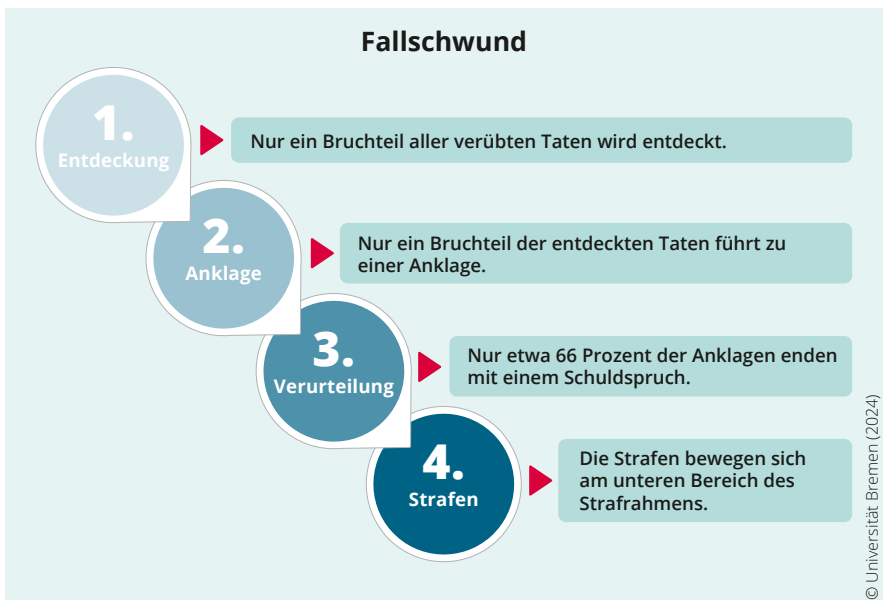 Fallschwund
1.
Entdeckung
Nur ein Bruchteil aller verübten Taten wird entdeckt.
2.
Anklage
Nur ein Bruchteil der entdeckten Taten führt zu
einer Anklage.
3.
Verurteilung
Nur etwa 66 Prozent der Anklagen enden
mit einem Schuldspruch.
4.
Strafen
Die Strafen bewegen sich
am unteren Bereich des
Strafrahmens.
© Universität Bremen (2024)